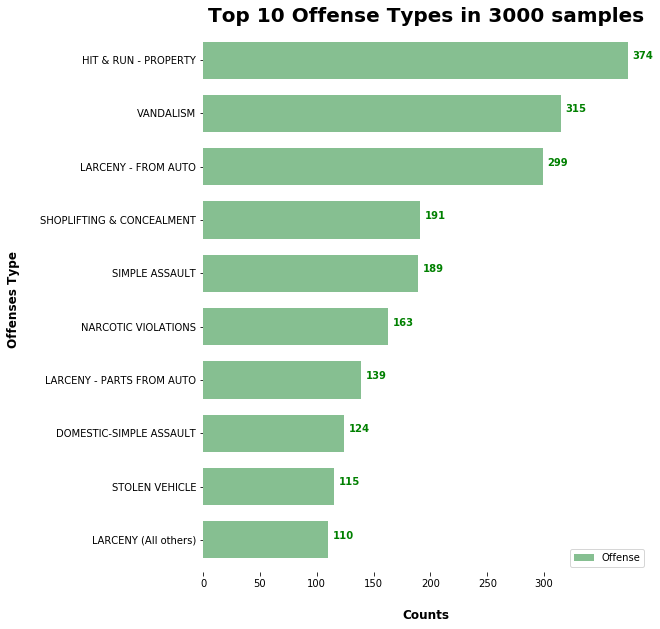 Top 10 Offense Types in 3000 samples
HIT & RUN - PROPERTY 374
VANDALISM 315
LARCENY - FROM AUTO 299
SHOPLIFTING & CONCEALMENT 191
SIMPLE ASSAULT 189
NARCOTIC VIOLATIONS 163
LARCENY - PARTS FROM AUTO 139
DOMESTIC-SIMPLE ASSAULT 124
STOLEN VEHICLE 115
LARCENY (All others) 110
Offenses Type
Offense
0 50 100 150 200 250 300
Counts